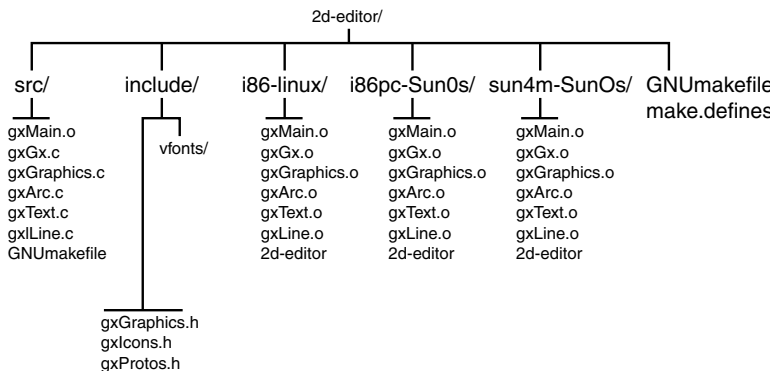 2d-editor/
src/
include/
i86-linux/
i86pc-Sun0s/
sun4m-SunOs/
GNUmakefile
make.defines
gxMain.o
gxGx.c
gxGraphics.c
gxArc.c
gxText.c
gxlLine.c
GNUmakefile
vfonts/
gxGraphics.h
gxIcons.h
gxProtos.h
gxMain.o
gxGx.o
gxGraphics.o
gxArc.o
gxText.o
gxLine.o
2d-editor
gxMain.o
gxGx.o
gxGraphics.o
gxArc.o
gxText.o
gxLine.o
2d-editor
gxMain.o
gxGx.o
gxGraphics.o
gxArc.o
gxText.o
gxLine.o
2d-editor